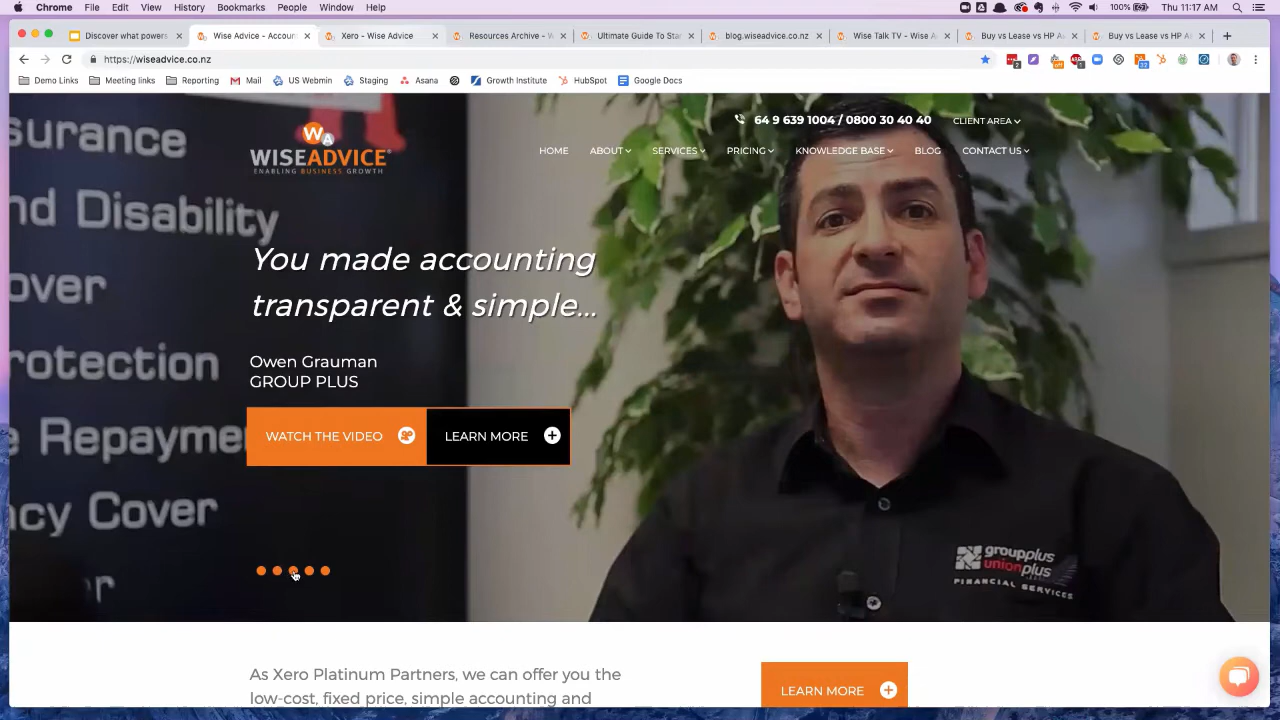 Chrome File Edit View History Bookmarks People Window Help 100% Thu 11:17 AM
Discover what powers Wise Advice - Accoun Xero - Wise Advice Resources Archive - W Ultimate Guide To Star blog.wiseadvice.co.nz Wise Talk TV - Wise A Buy vs Lease vs HP As Buy vs Lease vs HP A
https://wiseadvice.co.nz
Demo Links Meeting links Reporting Mail US Webmin Staging Asana Growth Institute HubSpot Google Docs
64 9 639 1004 / 0800 30 40 40 CLIENT AREA
WA
WISEADVICE
ENABLING BUSINESS GROWTH
HOME ABOUT SERVICES PRICING KNOWLEDGE BASE BLOG CONTACT US
surance
nd Disability
over
rotection
e Repayme
ncy Cover
You made accounting
transparent & simple...
Owen Grauman
GROUP PLUS
WATCH THE VIDEO LEARN MORE
groupplus
unionplus
FINANCIAL SERVICES
As Xero Platinum Partners, we can offer you the
low-cost, fixed price, simple accounting and
LEARN MORE